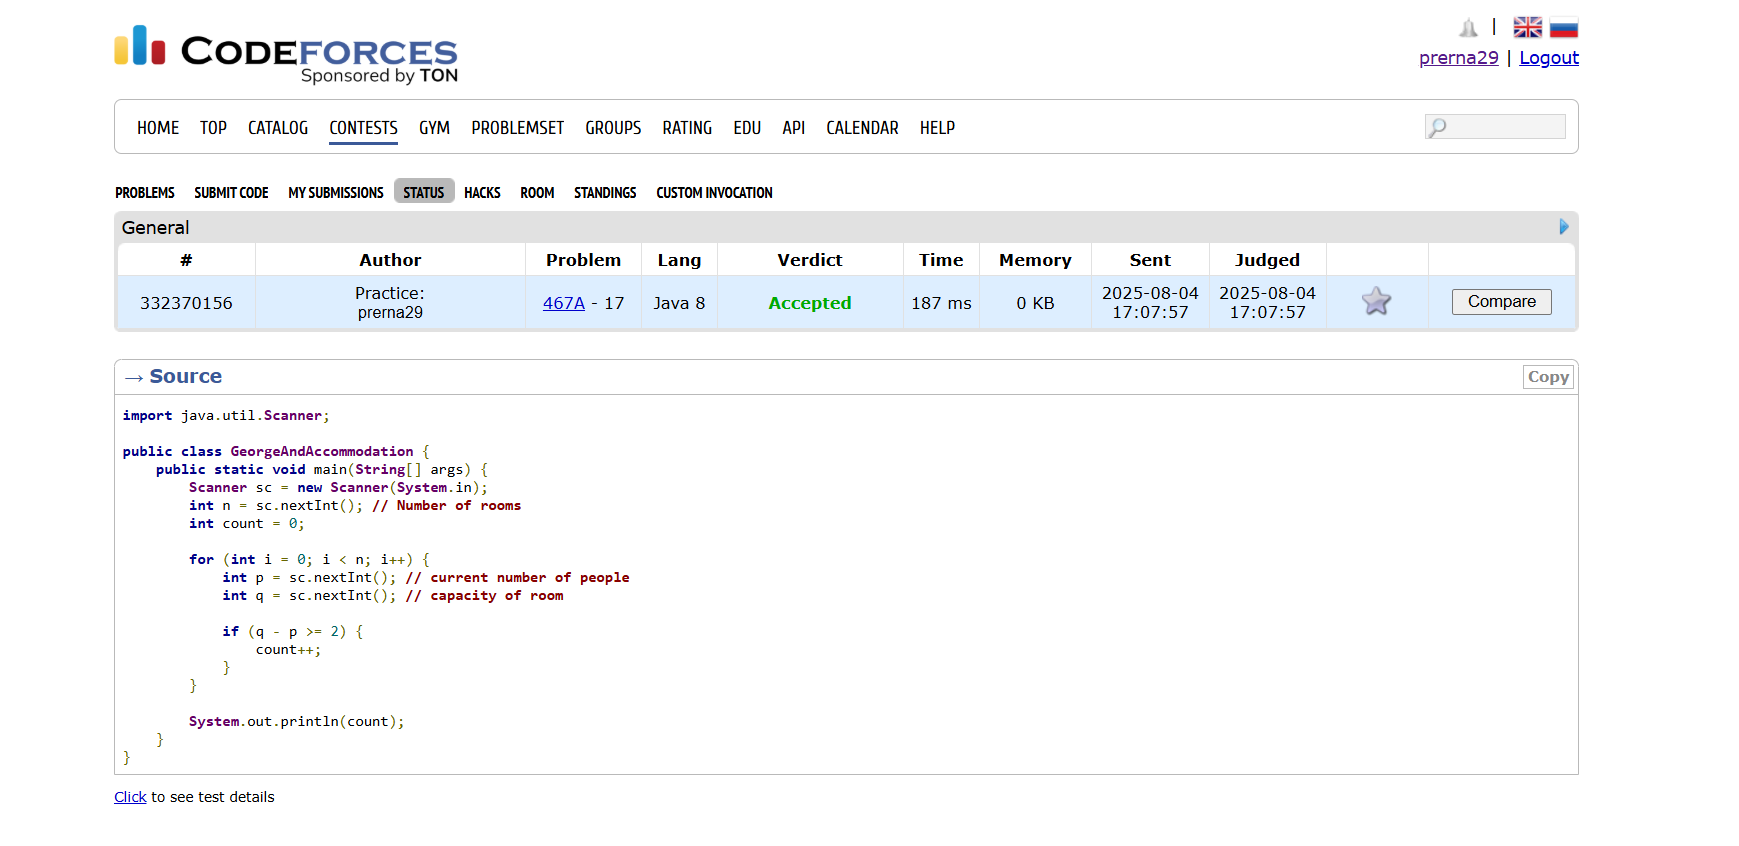 CODEFORCES
Sponsored by TON
|
prerna29 | Logout
HOME TOP CATALOG CONTESTS GYM PROBLEMSET GROUPS RATING EDU API CALENDAR HELP
PROBLEMS SUBMIT CODE MY SUBMISSIONS STATUS HACKS ROOM STANDINGS CUSTOM INVOCATION
General
# Author Problem Lang Verdict Time Memory Sent Judged
332370156 Practice: prerna29 467A - 17 Java 8 Accepted 187 ms 0 KB 2025-08-04 17:07:57 2025-08-04 17:07:57 Compare
→ Source Copy
import java.util.Scanner;

public class GeorgeAndAccommodation {
    public static void main(String[] args) {
        Scanner sc = new Scanner(System.in);
        int n = sc.nextInt(); // Number of rooms
        int count = 0;

        for (int i = 0; i < n; i++) {
            int p = sc.nextInt(); // current number of people
            int q = sc.nextInt(); // capacity of room

            if (q - p >= 2) {
                count++;
            }
        }

        System.out.println(count);
    }
}
Click to see test details